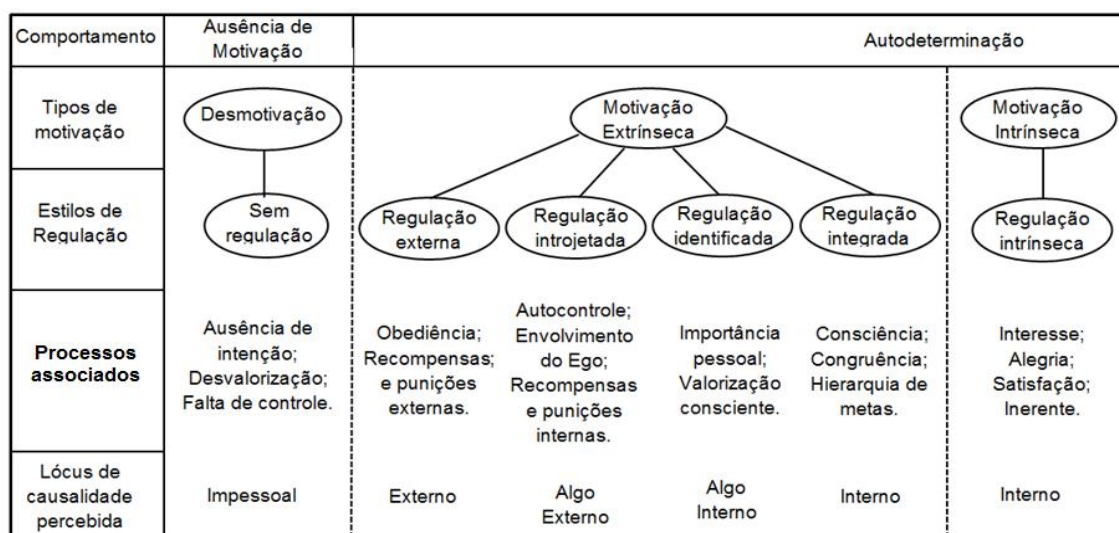 Comportamento
Ausência de
Motivação
Autodeterminação
Tipos de
motivação
Desmotivação
Motivação
Extrínseca
Motivação
Intrínseca
Estilos de
Regulação
Sem
regulação
Regulação
externa
Regulação
introjetada
Regulação
identificada
Regulação
integrada
Regulação
intrínseca
Processos
associados
Ausência de
intenção;
Desvalorização;
Falta de controle.
Obediência;
Recompensas;
e punições
externas.
Autocontrole;
Envolvimento
do Ego;
Recompensas
e punições
internas.
Importância
pessoal;
Valorização
consciente.
Consciência;
Congruência;
Hierarquia de
metas.
Interesse;
Alegria;
Satisfação;
Inerente.
Lócus de
causalidade
percebida
Impessoal
Externo
Algo
Externo
Algo
Interno
Interno
Interno